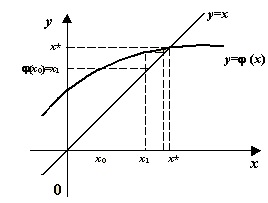 y
y=x
x*
y=φ (x)
φ(x₀)=x₁
x₀
x₁
x*
x
0